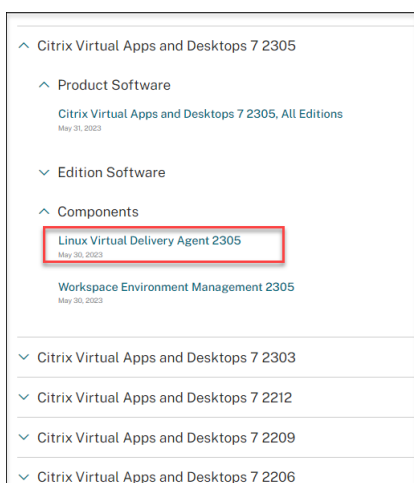 Citrix Virtual Apps and Desktops 7 2305
Product Software
Citrix Virtual Apps and Desktops 7 2305, All Editions
May 31, 2023
Edition Software
Components
Linux Virtual Delivery Agent 2305
May 30, 2023
Workspace Environment Management 2305
May 30, 2023
Citrix Virtual Apps and Desktops 7 2303
Citrix Virtual Apps and Desktops 7 2212
Citrix Virtual Apps and Desktops 7 2209
Citrix Virtual Apps and Desktops 7 2206